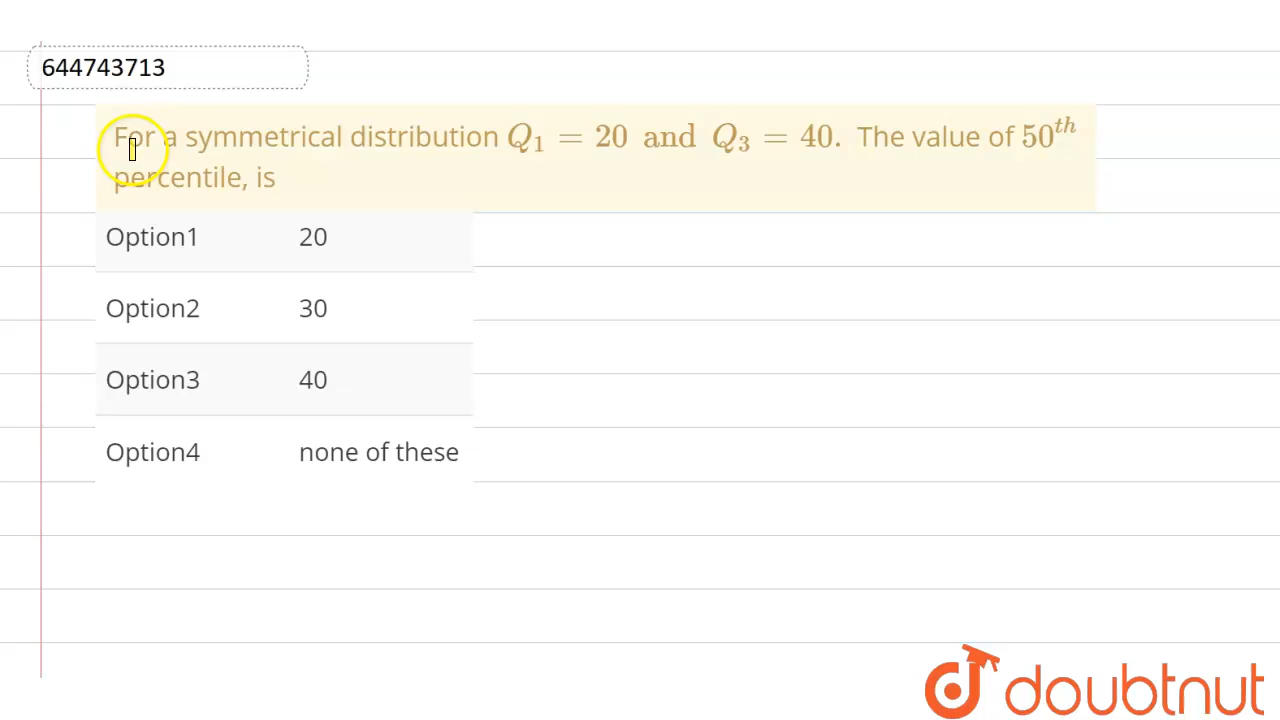 644743713
For a symmetrical distribution Q₁ = 20 and Q₃ = 40. The value of 50ᵗʰ
percentile, is
Option1 20
Option2 30
Option3 40
Option4 none of these
doubtnut